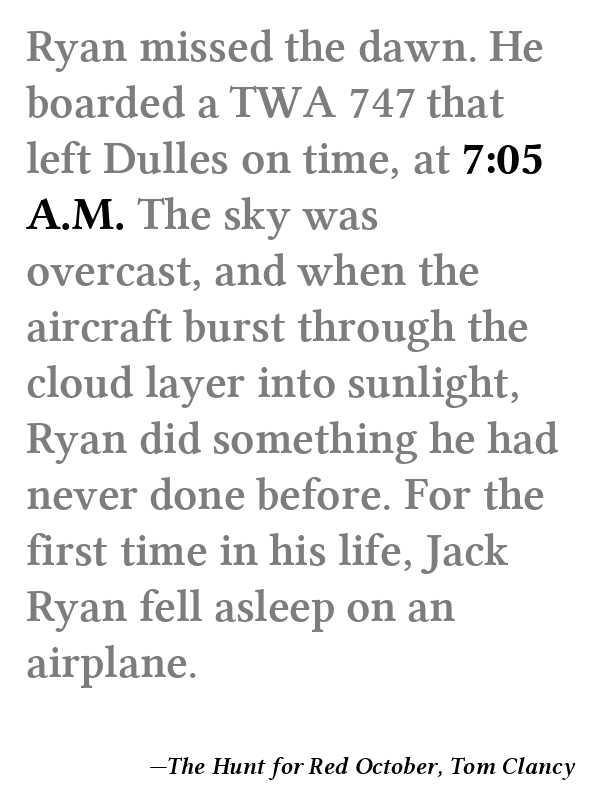 Ryan missed the dawn. He
boarded a TWA 747 that
left Dulles on time, at 7:05
A.M. The sky was
overcast, and when the
aircraft burst through the
cloud layer into sunlight,
Ryan did something he had
never done before. For the
first time in his life, Jack
Ryan fell asleep on an
airplane.
—The Hunt for Red October, Tom Clancy